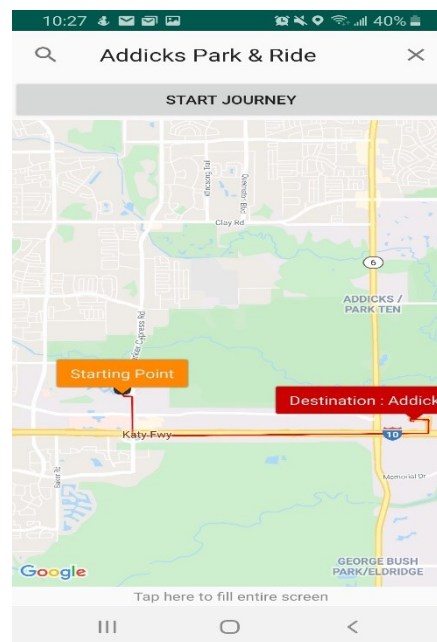 10:27
40%
Addicks Park & Ride
START JOURNEY
Clay Rd
6
ADDICKS /
PARK TEN
Starting Point
Destination : Addick
Katy Fwy
10
Memorial Dr
GEORGE BUSH
PARK/ELDRIDGE
Google
Tap here to fill entire screen